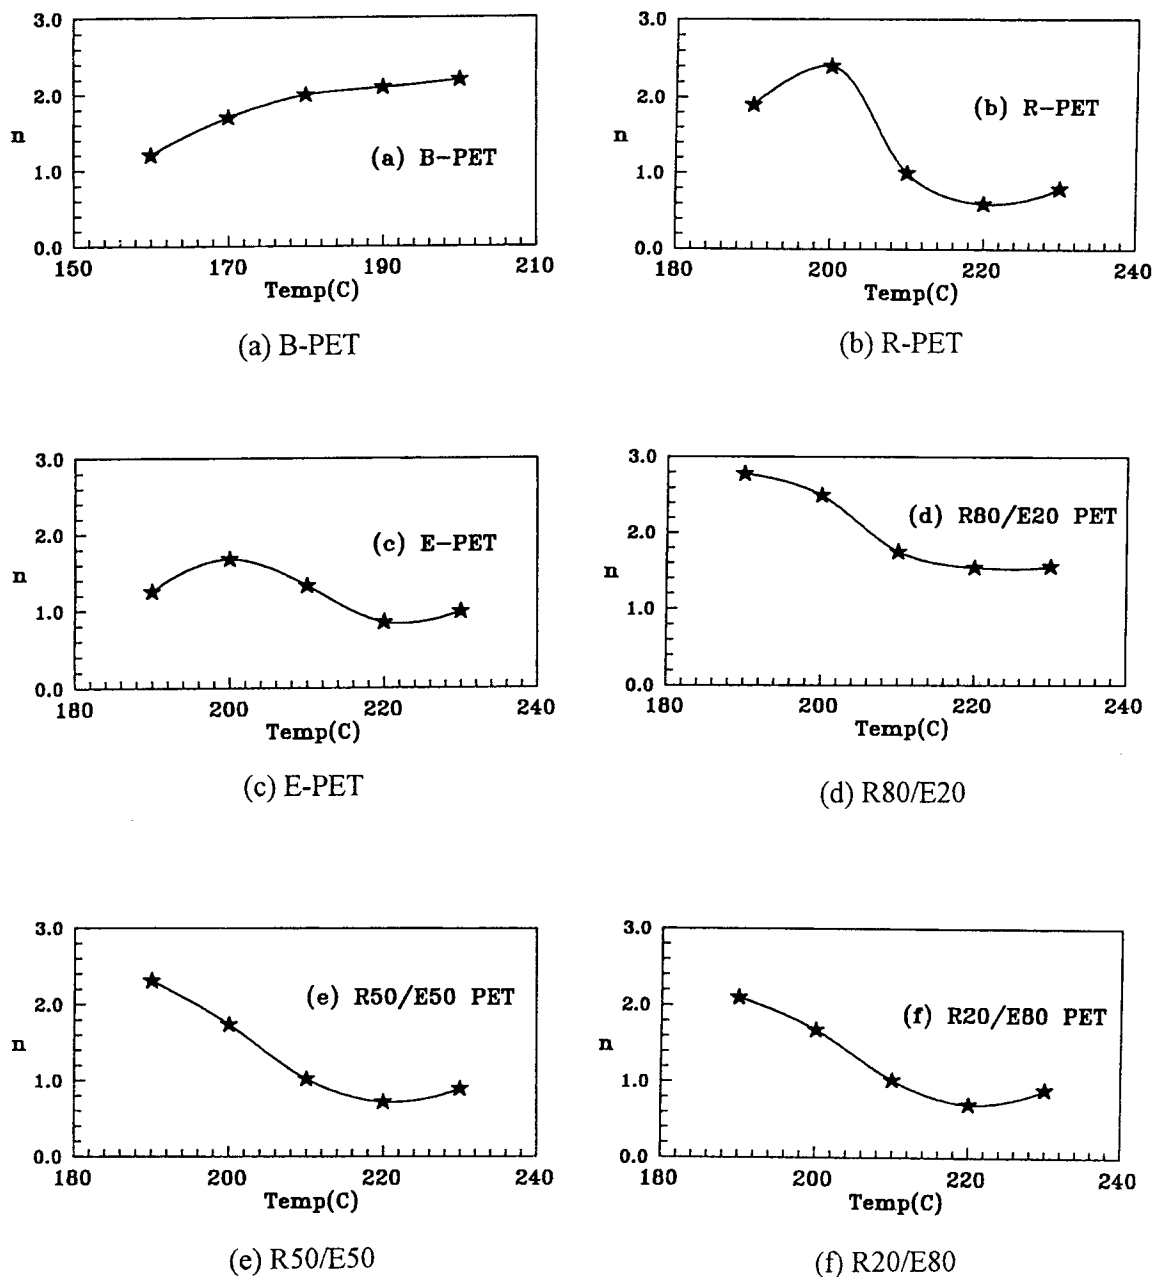 3.0
2.0
n
1.0
0.0
150 170 190 210
Temp(C)
(a) B-PET
(a) B-PET
3.0
2.0
n
1.0
0.0
180 200 220 240
Temp(C)
(b) R-PET
(b) R-PET
3.0
2.0
n
1.0
0.0
180 200 220 240
Temp(C)
(c) E-PET
(c) E-PET
3.0
2.0
n
1.0
0.0
180 200 220 240
Temp(C)
(d) R80/E20 PET
(d) R80/E20
3.0
2.0
n
1.0
0.0
180 200 220 240
Temp(C)
(e) R50/E50 PET
(e) R50/E50
3.0
2.0
n
1.0
0.0
180 200 220 240
Temp(C)
(f) R20/E80 PET
(f) R20/E80